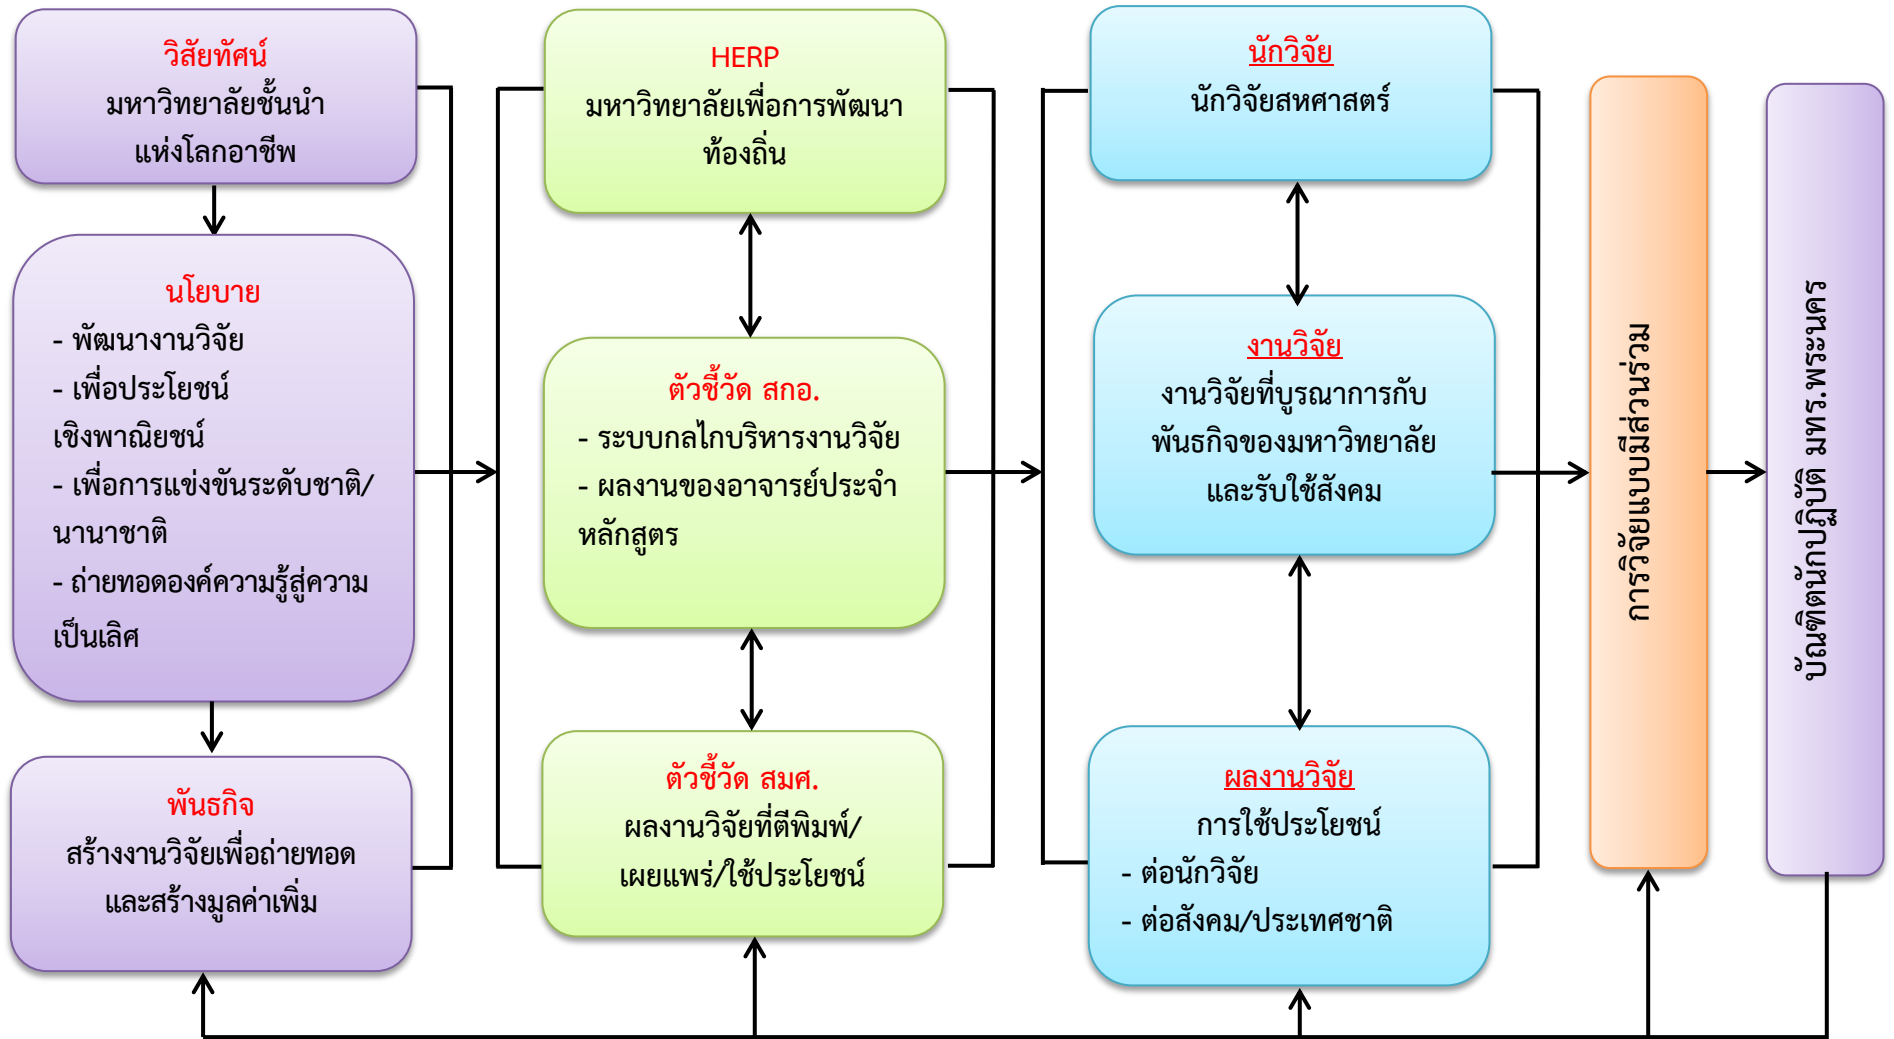 วิสัยทัศน์
มหาวิทยาลัยชั้นนำ
แห่งโลกอาชีพ
นโยบาย
- พัฒนางานวิจัย
- เพื่อประโยชน์
เชิงพาณิยชน์
- เพื่อการแข่งขันระดับชาติ/
นานาชาติ
- ถ่ายทอดองค์ความรู้สู่ความ
เป็นเลิศ
พันธกิจ
สร้างงานวิจัยเพื่อถ่ายทอด
และสร้างมูลค่าเพิ่ม
HERP
มหาวิทยาลัยเพื่อการพัฒนา
ท้องถิ่น
ตัวชี้วัด สกอ.
- ระบบกลไกบริหารงานวิจัย
- ผลงานของอาจารย์ประจำ
หลักสูตร
ตัวชี้วัด สมศ.
ผลงานวิจัยที่ตีพิมพ์/
เผยแพร่/ใช้ประโยชน์
นักวิจัย
นักวิจัยสหศาสตร์
งานวิจัย
งานวิจัยที่บูรณาการกับ
พันธกิจของมหาวิทยาลัย
และรับใช้สังคม
ผลงานวิจัย
การใช้ประโยชน์
- ต่อนักวิจัย
- ต่อสังคม/ประเทศชาติ
การวิจัยแบบมีส่วนร่วม
บัณฑิตนักปฏิบัติ มทร.พระนคร